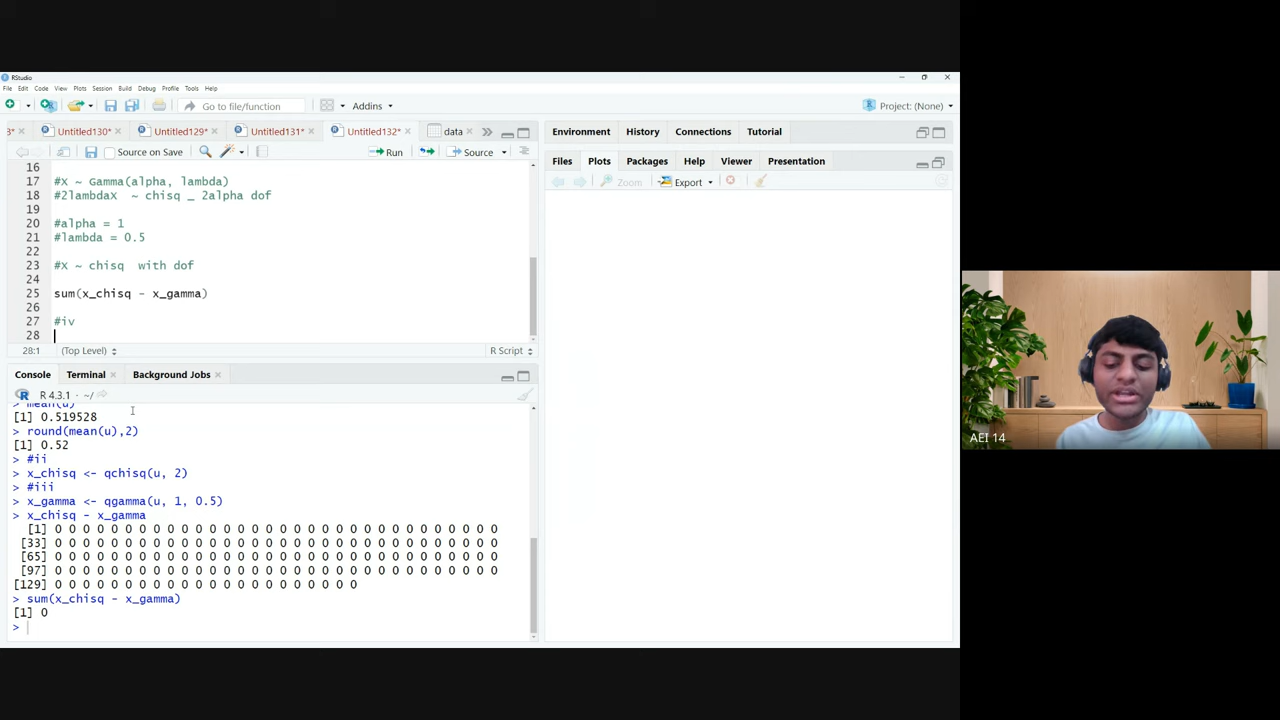 RStudio
File Edit Code View Plots Session Build Debug Profile Tools Help
Go to file/function Addins Project: (None)
3* Untitled130* Untitled129* Untitled131* Untitled132* data
Source on Save Run Source
16
17 #X ~ Gamma(alpha, lambda)
18 #2lambdaX ~ chisq _ 2alpha dof
19
20 #alpha = 1
21 #lambda = 0.5
22
23 #X ~ chisq with dof
24
25 sum(x_chisq - x_gamma)
26
27 #iv
28
28:1 (Top Level) R Script
Console Terminal Background Jobs
R 4.3.1 · ~/
> mean(u)
[1] 0.519528
> round(mean(u),2)
[1] 0.52
> #ii
> x_chisq <- qchisq(u, 2)
> #iii
> x_gamma <- qgamma(u, 1, 0.5)
> x_chisq - x_gamma
[1] 0 0 0 0 0 0 0 0 0 0 0 0 0 0 0 0 0 0 0 0 0 0 0 0 0 0 0 0 0 0 0 0
[33] 0 0 0 0 0 0 0 0 0 0 0 0 0 0 0 0 0 0 0 0 0 0 0 0 0 0 0 0 0 0 0 0
[65] 0 0 0 0 0 0 0 0 0 0 0 0 0 0 0 0 0 0 0 0 0 0 0 0 0 0 0 0 0 0 0 0
[97] 0 0 0 0 0 0 0 0 0 0 0 0 0 0 0 0 0 0 0 0 0 0 0 0 0 0 0 0 0 0 0 0
[129] 0 0 0 0 0 0 0 0 0 0 0 0 0 0 0 0 0 0 0 0 0 0
> sum(x_chisq - x_gamma)
[1] 0
>
Environment History Connections Tutorial
Files Plots Packages Help Viewer Presentation
Zoom Export
AEI 14